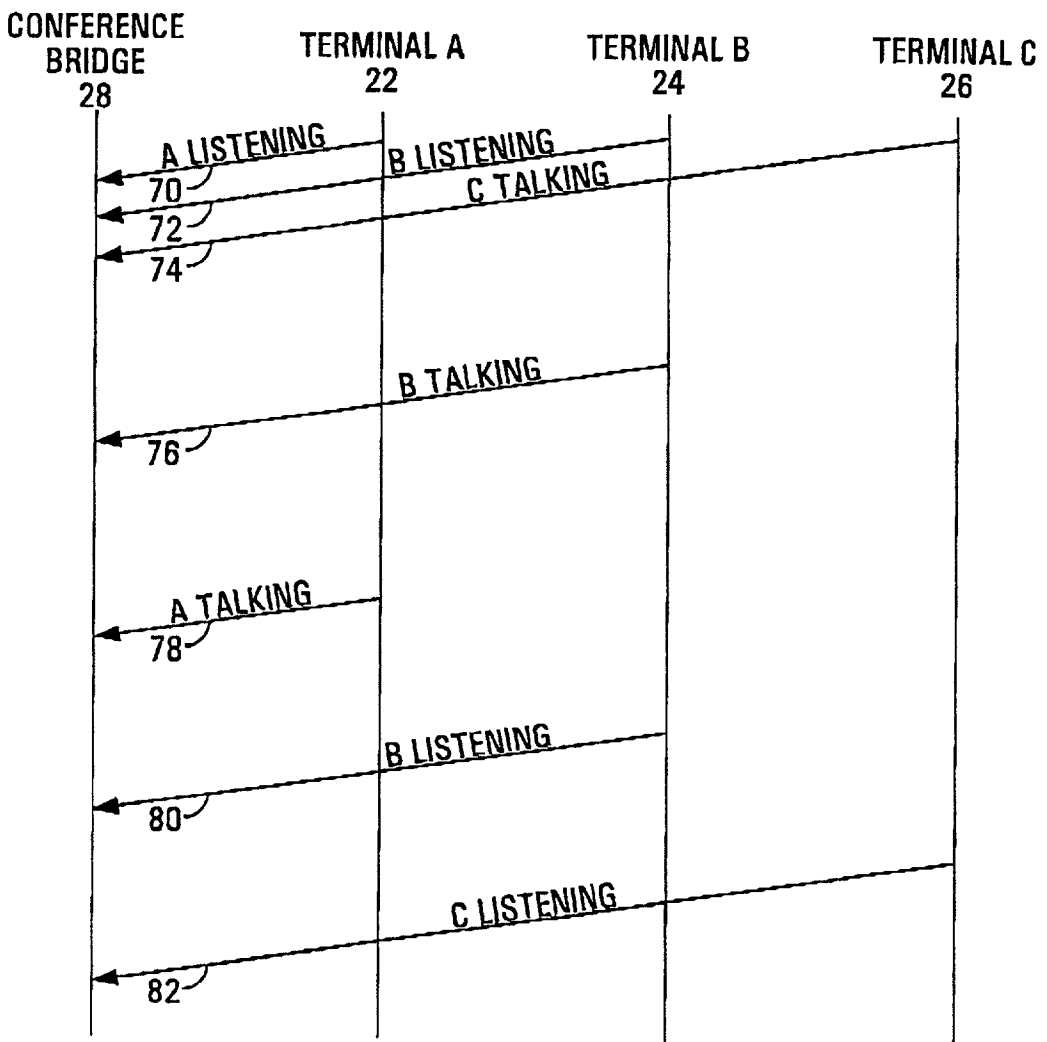 CONFERENCE
BRIDGE
28
TERMINAL A
22
TERMINAL B
24
TERMINAL C
26
A LISTENING
70
B LISTENING
72
C TALKING
74
B TALKING
76
A TALKING
78
B LISTENING
80
C LISTENING
82